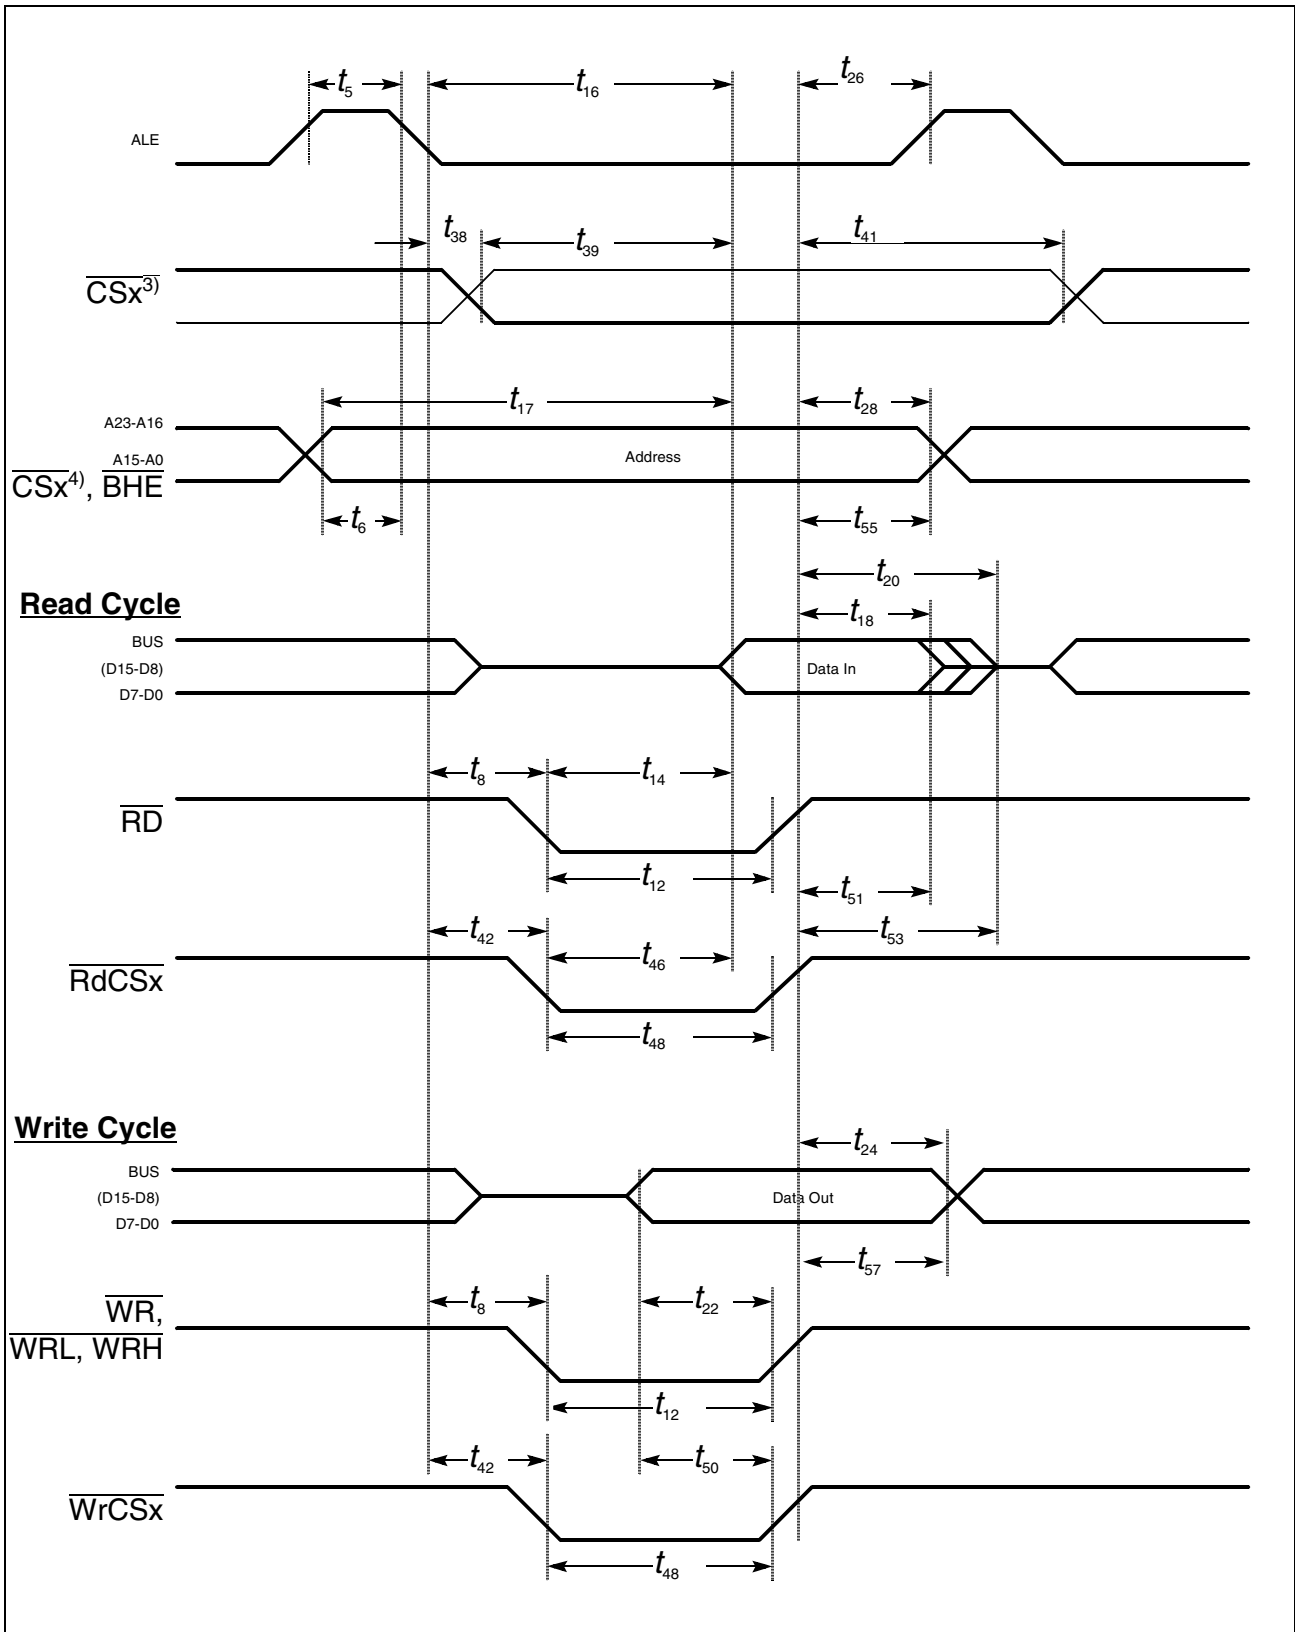 t5 t16 t26
ALE
t38 t39 t41
CSx3)
t17 t28
A23-A16
A15-A0
Address
CSx4), BHE
t6 t55
t20
Read Cycle
t18
BUS
(D15-D8)
Data In
D7-D0
t8 t14
RD
t12
t51
t42 t53
t46
RdCSx
t48
Write Cycle
t24
BUS
(D15-D8)
Data Out
D7-D0
t57
t8 t22
WR,
WRL, WRH
t12
t42 t50
WrCSx
t48